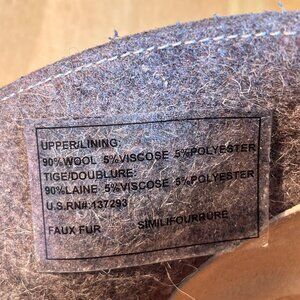 UPPER/LINING:
90%WOOL 5%VISCOSE 5%POLYESTER
TIGE/DOUBLURE:
90%LAINE 5%VISCOSE 5%POLYESTER
U.S.RN#:137293
FAUX FUR SIMILIFOURRURE